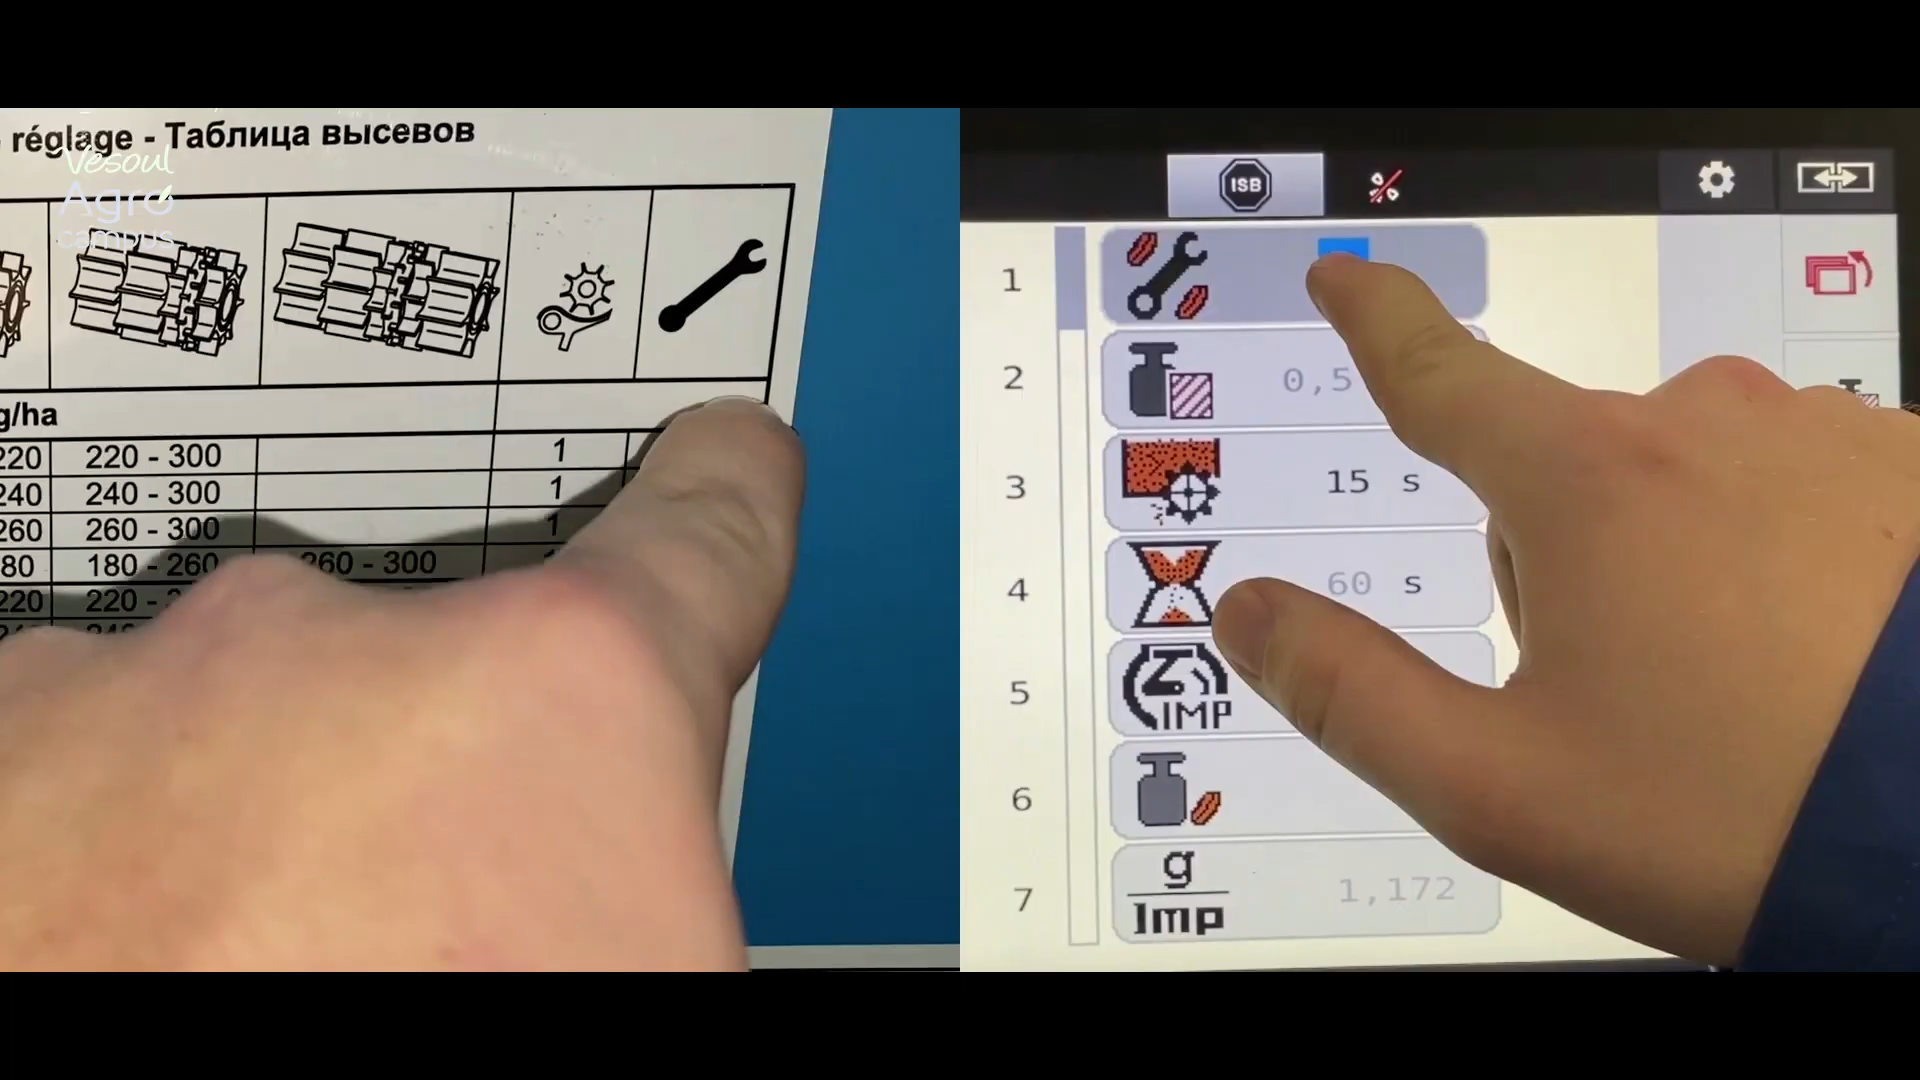 réglage - Таблица высевов
Vesoul
Agro
campus
g/ha
220 220 - 300 1
240 240 - 300 1
260 260 - 300 1
80 180 - 260 260 - 300
220 220 -
ISB
1
2 0,5
3 15 s
4 60 s
5 IMP
6
7 g/Imp 1,172